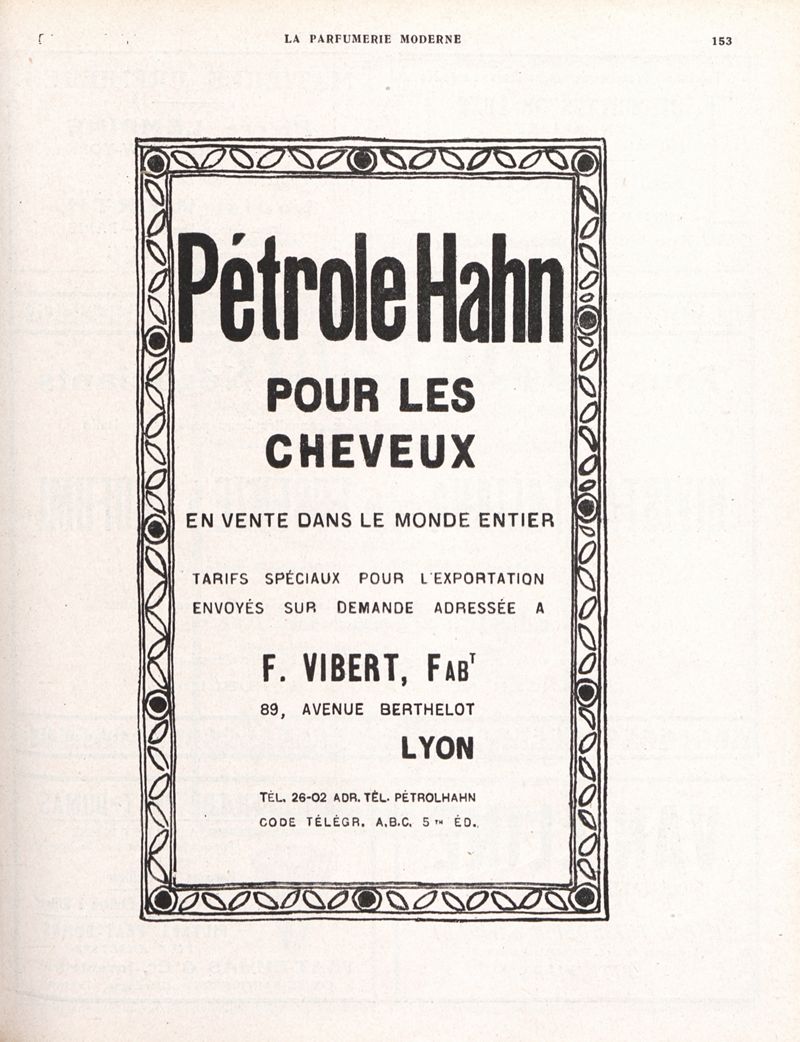 LA PARFUMERIE MODERNE
153
Pétrole Hahn
POUR LES
CHEVEUX
EN VENTE DANS LE MONDE ENTIER
TARIFS SPÉCIAUX POUR L'EXPORTATION
ENVOYÉS SUR DEMANDE ADRESSÉE A
F. VIBERT, FABT
89, AVENUE BERTHELOT
LYON
TÉL. 26-02 ADR. TÉL. PÉTROLHAHN
CODE TÉLÉGR. A.B.C. 5TH ÉD.